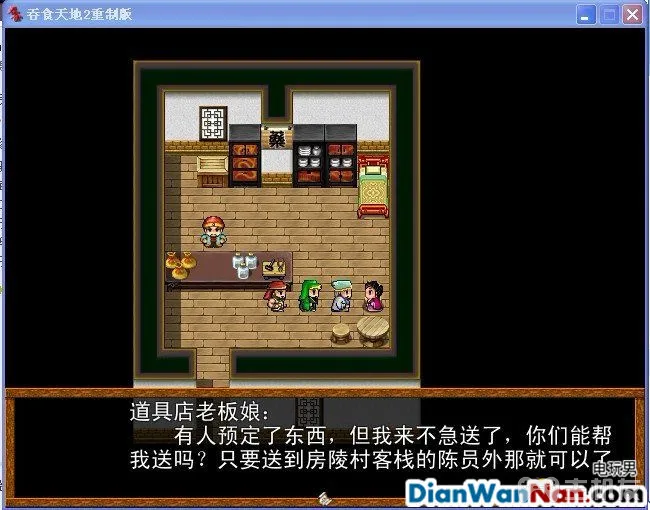 吞食天地2重制版
藥
道具店老板娘：
有人预定了东西，但我来不急送了，你们能帮
我送吗？只要送到房陵村客栈的陈员外那就可以了
电玩男
DianWanNan.com